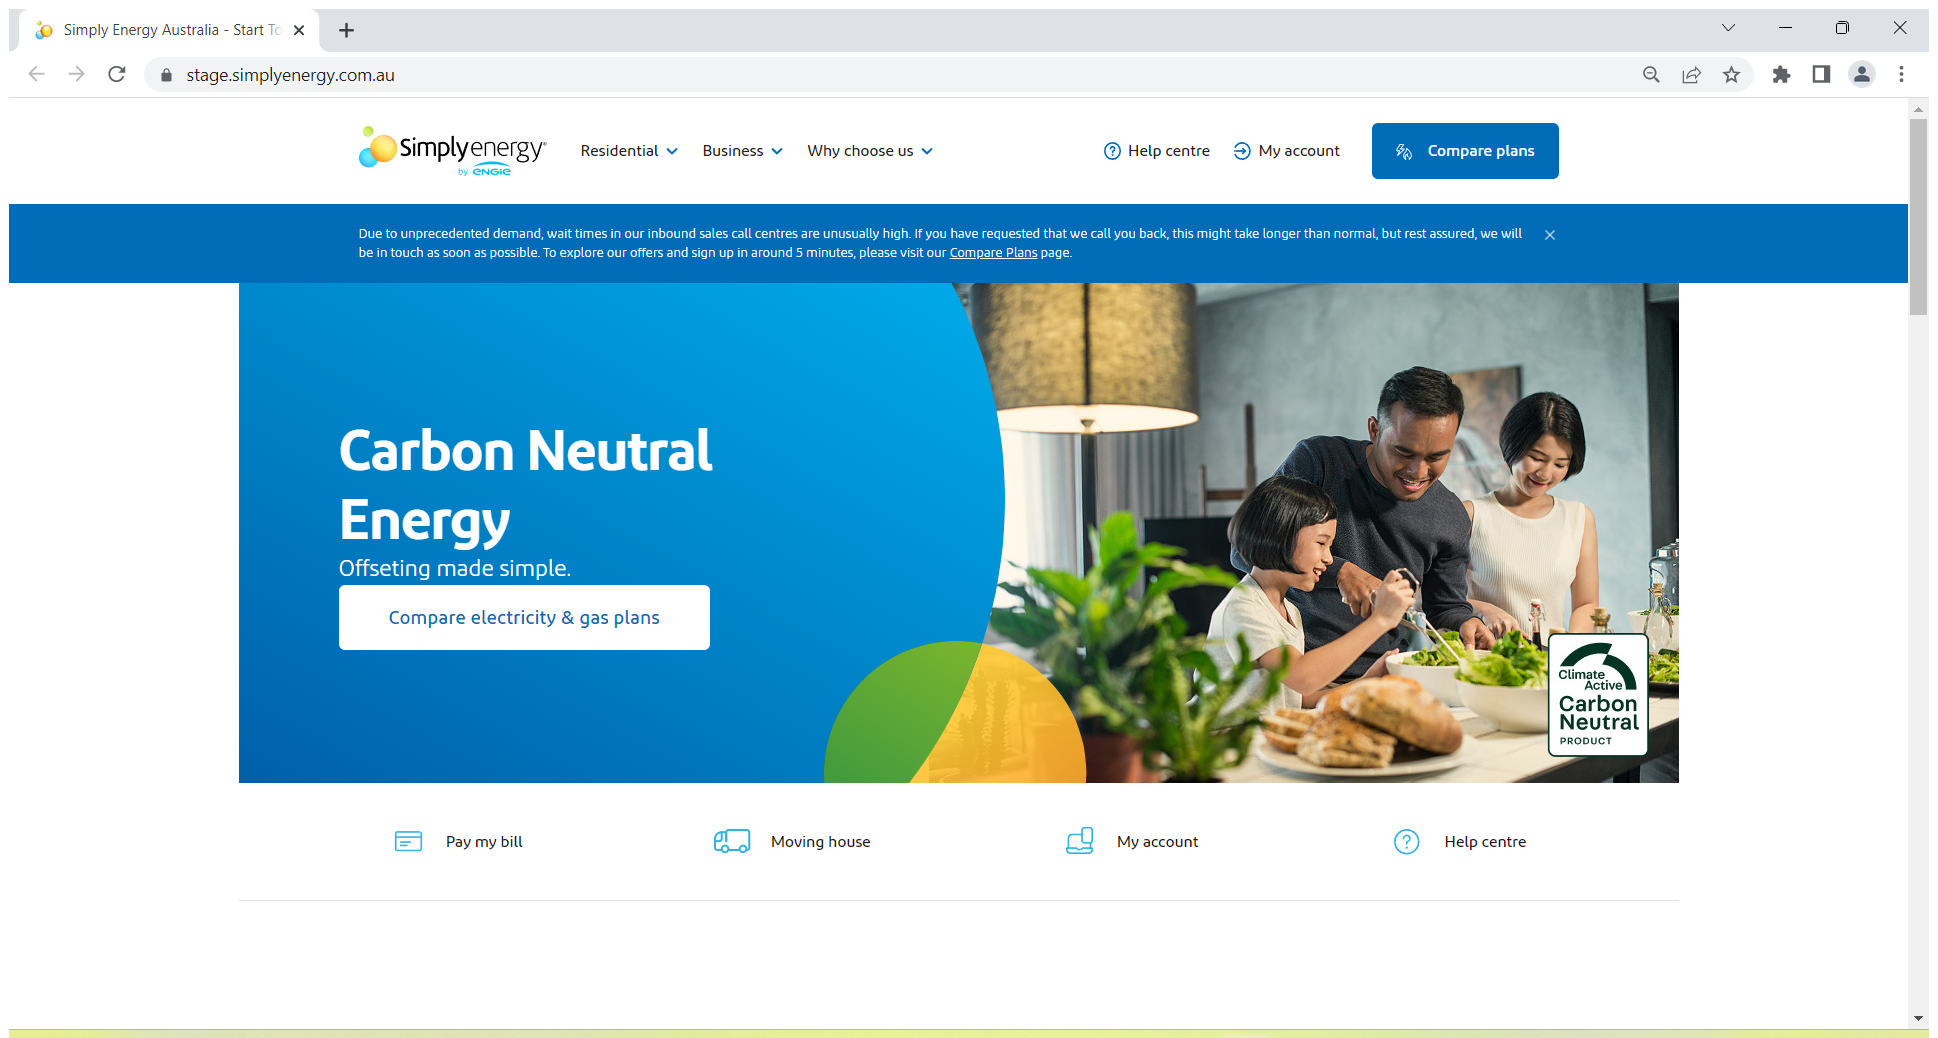 Simply Energy Australia - Start To
stage.simplyenergy.com.au
Simplyenergy
by ENGIE
Residential
Business
Why choose us
Help centre
My account
Compare plans
Due to unprecedented demand, wait times in our inbound sales call centres are unusually high. If you have requested that we call you back, this might take longer than normal, but rest assured, we will
be in touch as soon as possible. To explore our offers and sign up in around 5 minutes, please visit our Compare Plans page.
Carbon Neutral
Energy
Offseting made simple.
Compare electricity & gas plans
Climate
Active
Carbon
Neutral
PRODUCT
Pay my bill
Moving house
My account
Help centre